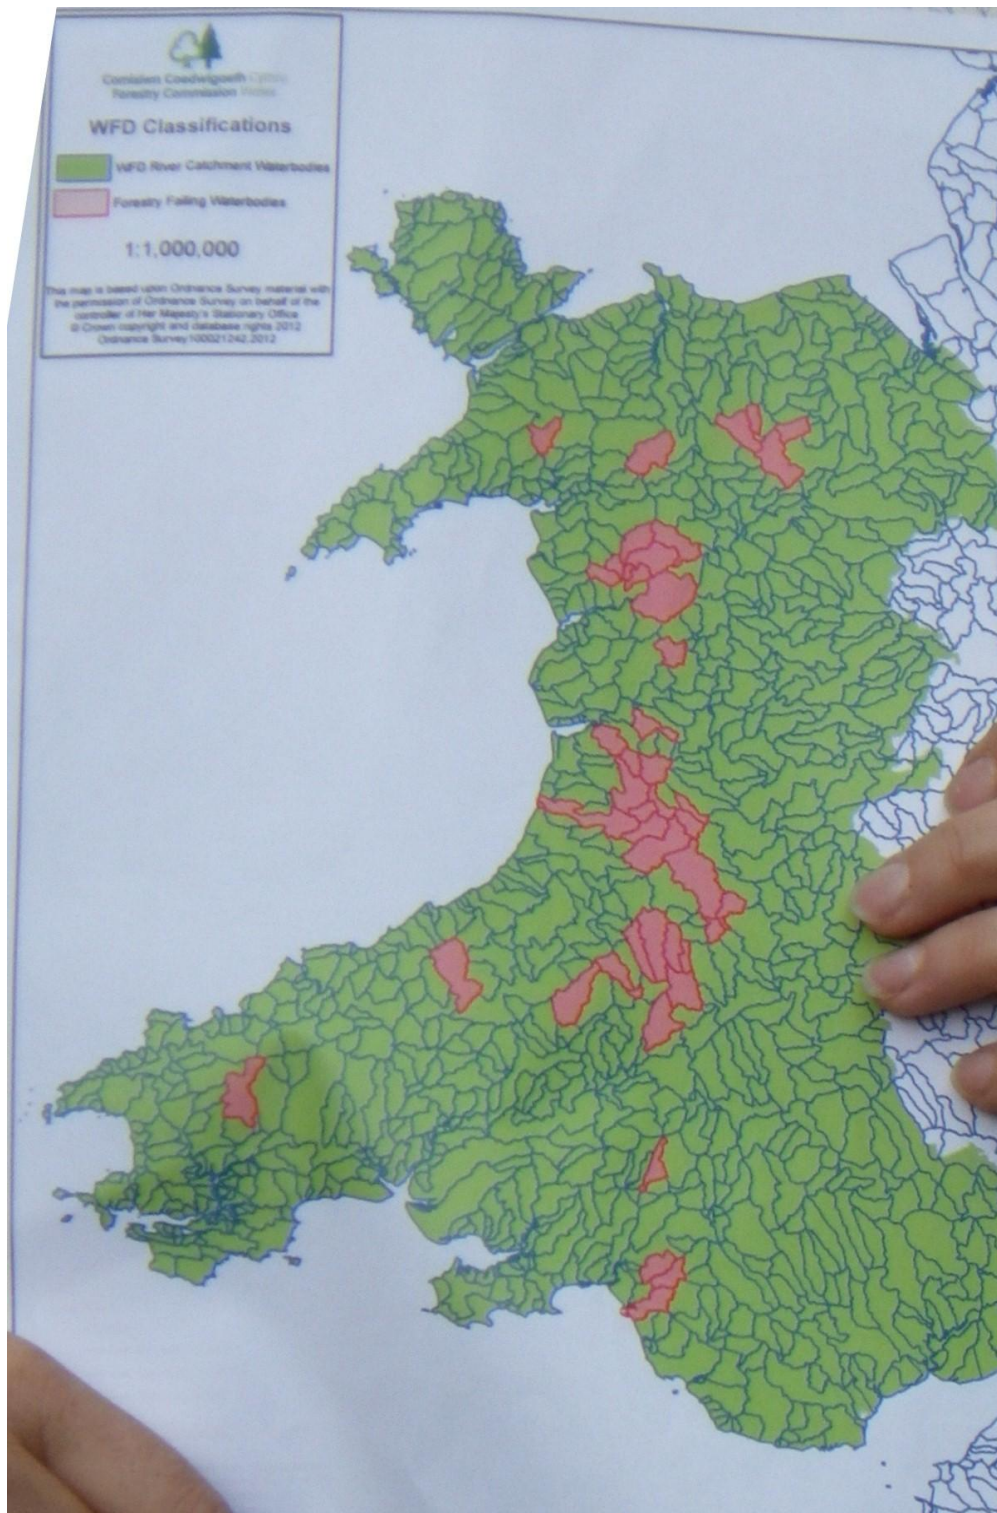 Comisiwn Coedwigaeth Cymru
Forestry Commission Wales
WFD Classifications
WFD River Catchment Waterbodies
Forestry Failing Waterbodies
1:1,000,000
This map is based upon Ordnance Survey material with
the permission of Ordnance Survey on behalf of the
controller of Her Majesty's Stationary Office
© Crown copyright and database rights 2012
Ordnance Survey 100021242.2012